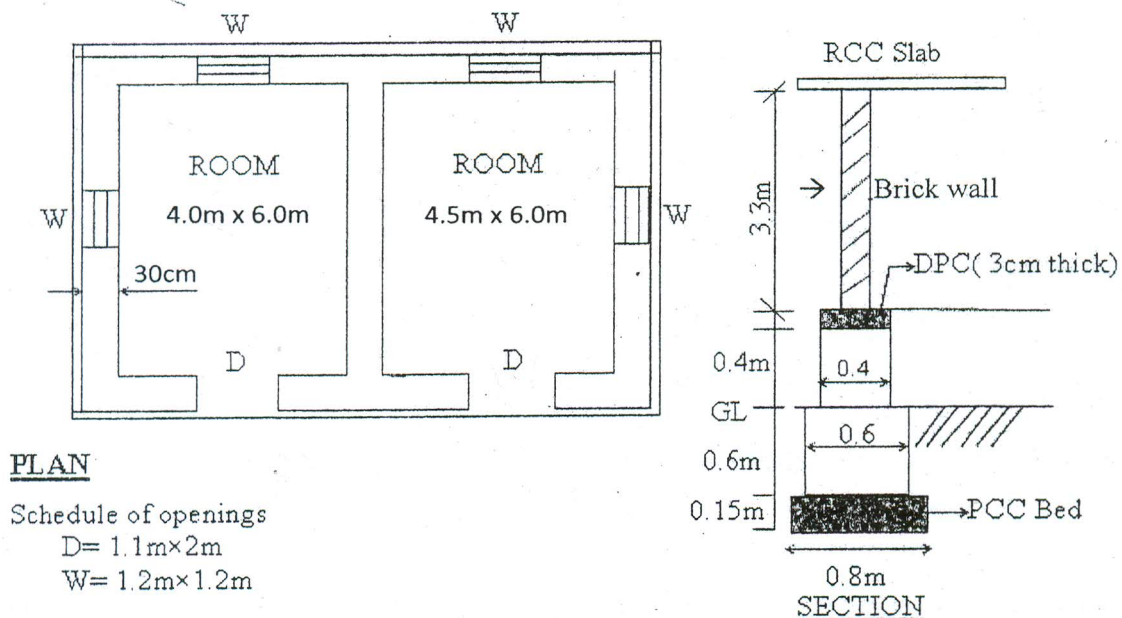 W
W
ROOM
4.0m x 6.0m
ROOM
4.5m x 6.0m
W
W
30cm
D
D
PLAN
Schedule of openings
D= 1.1m×2m
W= 1.2m×1.2m
RCC Slab
3.3m
Brick wall
DPC( 3cm thick)
0.4m
0.4
GL
0.6
0.6m
0.15m
PCC Bed
0.8m
SECTION